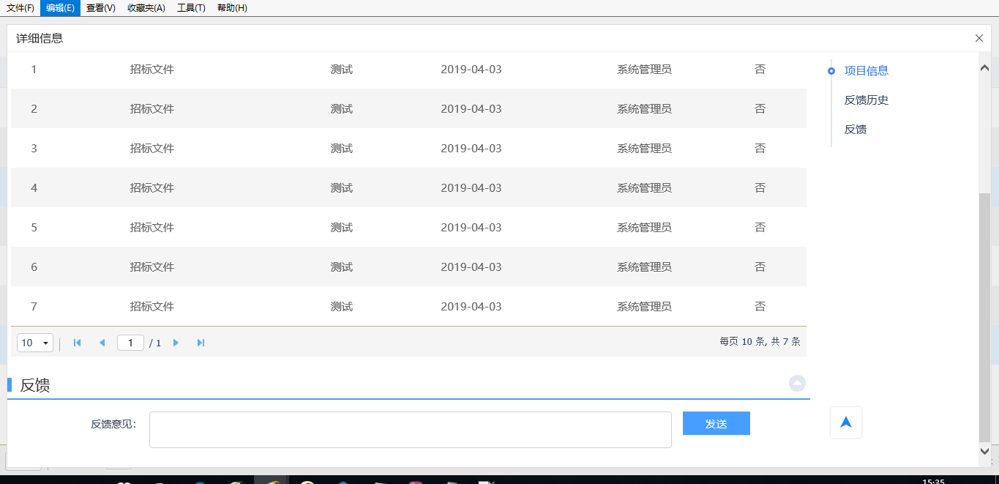 文件(F) 编辑(E) 查看(V) 收藏夹(A) 工具(T) 帮助(H)
详细信息
1 招标文件 测试 2019-04-03 系统管理员 否
2 招标文件 测试 2019-04-03 系统管理员 否
3 招标文件 测试 2019-04-03 系统管理员 否
4 招标文件 测试 2019-04-03 系统管理员 否
5 招标文件 测试 2019-04-03 系统管理员 否
6 招标文件 测试 2019-04-03 系统管理员 否
7 招标文件 测试 2019-04-03 系统管理员 否
10 1 / 1 每页 10 条, 共 7 条
项目信息
反馈历史
反馈
反馈
反馈意见: 发送
15:35